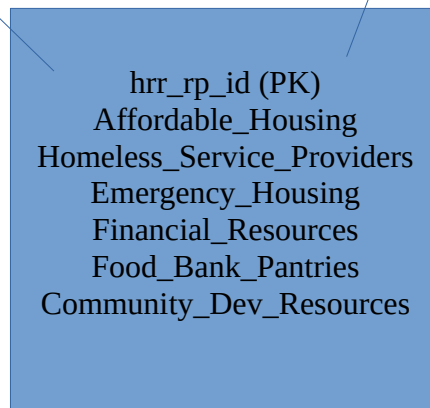 hrr_rp_id (PK)
Affordable_Housing
Homeless_Service_Providers
Emergency_Housing
Financial_Resources
Food_Bank_Pantries
Community_Dev_Resources